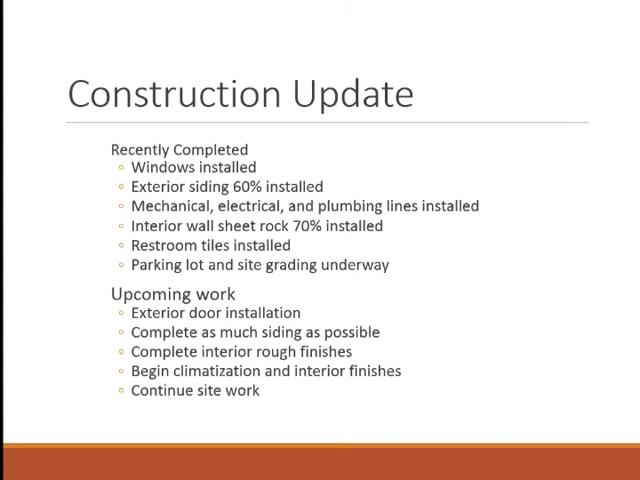 Construction Update
Recently Completed
◦ Windows installed
◦ Exterior siding 60% installed
◦ Mechanical, electrical, and plumbing lines installed
◦ Interior wall sheet rock 70% installed
◦ Restroom tiles installed
◦ Parking lot and site grading underway
Upcoming work
◦ Exterior door installation
◦ Complete as much siding as possible
◦ Complete interior rough finishes
◦ Begin climatization and interior finishes
◦ Continue site work